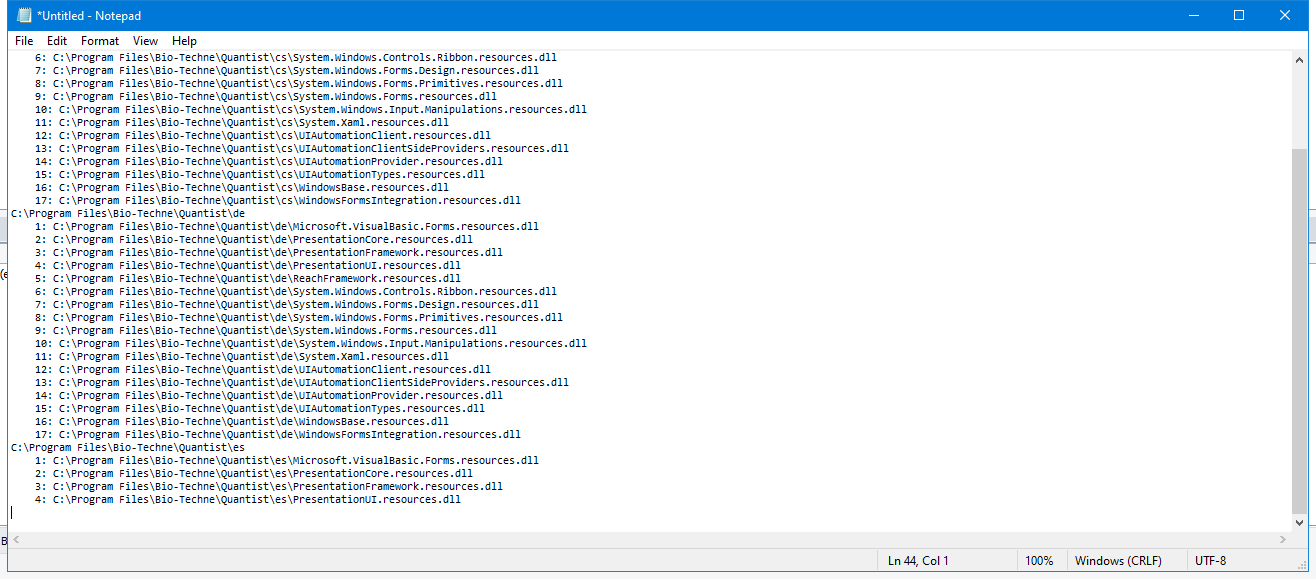 *Untitled - Notepad
File Edit Format View Help
6: C:\Program Files\Bio-Techne\Quantist\cs\System.Windows.Controls.Ribbon.resources.dll
7: C:\Program Files\Bio-Techne\Quantist\cs\System.Windows.Forms.Design.resources.dll
8: C:\Program Files\Bio-Techne\Quantist\cs\System.Windows.Forms.Primitives.resources.dll
9: C:\Program Files\Bio-Techne\Quantist\cs\System.Windows.Forms.resources.dll
10: C:\Program Files\Bio-Techne\Quantist\cs\System.Windows.Input.Manipulations.resources.dll
11: C:\Program Files\Bio-Techne\Quantist\cs\System.Xaml.resources.dll
12: C:\Program Files\Bio-Techne\Quantist\cs\UIAutomationClient.resources.dll
13: C:\Program Files\Bio-Techne\Quantist\cs\UIAutomationClientSideProviders.resources.dll
14: C:\Program Files\Bio-Techne\Quantist\cs\UIAutomationProvider.resources.dll
15: C:\Program Files\Bio-Techne\Quantist\cs\UIAutomationTypes.resources.dll
16: C:\Program Files\Bio-Techne\Quantist\cs\WindowsBase.resources.dll
17: C:\Program Files\Bio-Techne\Quantist\cs\WindowsFormsIntegration.resources.dll
C:\Program Files\Bio-Techne\Quantist\de
1: C:\Program Files\Bio-Techne\Quantist\de\Microsoft.VisualBasic.Forms.resources.dll
2: C:\Program Files\Bio-Techne\Quantist\de\PresentationCore.resources.dll
3: C:\Program Files\Bio-Techne\Quantist\de\PresentationFramework.resources.dll
4: C:\Program Files\Bio-Techne\Quantist\de\PresentationUI.resources.dll
5: C:\Program Files\Bio-Techne\Quantist\de\ReachFramework.resources.dll
6: C:\Program Files\Bio-Techne\Quantist\de\System.Windows.Controls.Ribbon.resources.dll
7: C:\Program Files\Bio-Techne\Quantist\de\System.Windows.Forms.Design.resources.dll
8: C:\Program Files\Bio-Techne\Quantist\de\System.Windows.Forms.Primitives.resources.dll
9: C:\Program Files\Bio-Techne\Quantist\de\System.Windows.Forms.resources.dll
10: C:\Program Files\Bio-Techne\Quantist\de\System.Windows.Input.Manipulations.resources.dll
11: C:\Program Files\Bio-Techne\Quantist\de\System.Xaml.resources.dll
12: C:\Program Files\Bio-Techne\Quantist\de\UIAutomationClient.resources.dll
13: C:\Program Files\Bio-Techne\Quantist\de\UIAutomationClientSideProviders.resources.dll
14: C:\Program Files\Bio-Techne\Quantist\de\UIAutomationProvider.resources.dll
15: C:\Program Files\Bio-Techne\Quantist\de\UIAutomationTypes.resources.dll
16: C:\Program Files\Bio-Techne\Quantist\de\WindowsBase.resources.dll
17: C:\Program Files\Bio-Techne\Quantist\de\WindowsFormsIntegration.resources.dll
C:\Program Files\Bio-Techne\Quantist\es
1: C:\Program Files\Bio-Techne\Quantist\es\Microsoft.VisualBasic.Forms.resources.dll
2: C:\Program Files\Bio-Techne\Quantist\es\PresentationCore.resources.dll
3: C:\Program Files\Bio-Techne\Quantist\es\PresentationFramework.resources.dll
4: C:\Program Files\Bio-Techne\Quantist\es\PresentationUI.resources.dll
Ln 44, Col 1 100% Windows (CRLF) UTF-8